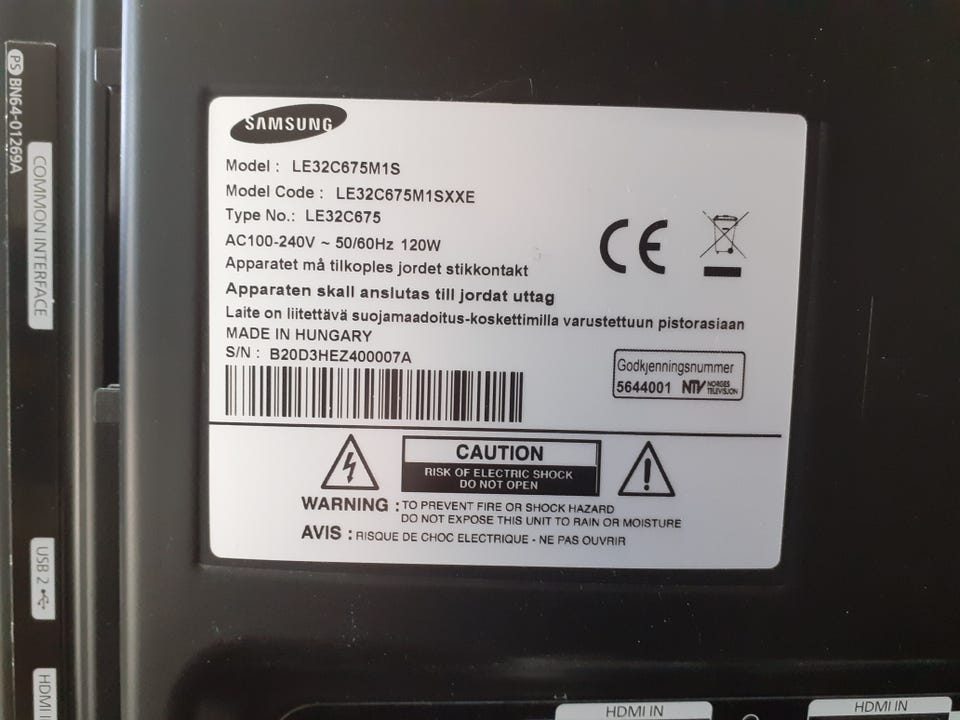 PS BN64-01269A
COMMON INTERFACE
USB 2
HDMI
SAMSUNG
Model : LE32C675M1S
Model Code : LE32C675M1SXXE
Type No.: LE32C675
AC100-240V ~ 50/60Hz 120W
Apparatet må tilkoples jordet stikkontakt
Apparaten skall anslutas till jordat uttag
Laite on liitettävä suojamaadoitus-koskettimilla varustettuun pistorasiaan
MADE IN HUNGARY
S/N : B20D3HEZ400007A
CE
Godkjenningsnummer
5644001 NTV NORGES TELEVISJON
CAUTION
RISK OF ELECTRIC SHOCK
DO NOT OPEN
WARNING : TO PREVENT FIRE OR SHOCK HAZARD
DO NOT EXPOSE THIS UNIT TO RAIN OR MOISTURE
AVIS : RISQUE DE CHOC ELECTRIQUE - NE PAS OUVRIR
HDMI IN
HDMI IN